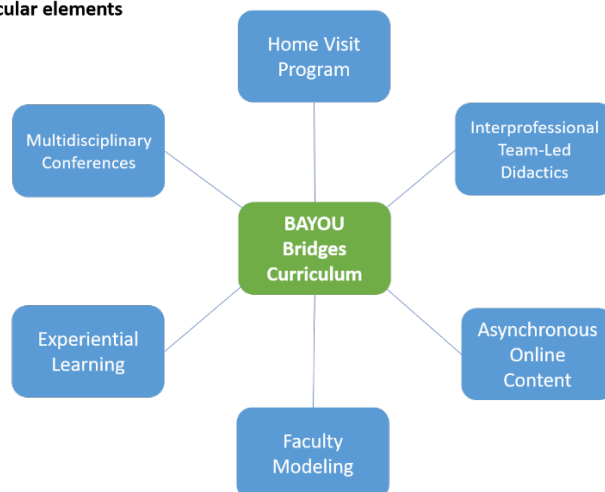 cular elements
Home Visit
Program
Multidisciplinary
Conferences
Interprofessional
Team-Led
Didactics
BAYOU
Bridges
Curriculum
Experiential
Learning
Asynchronous
Online
Content
Faculty
Modeling